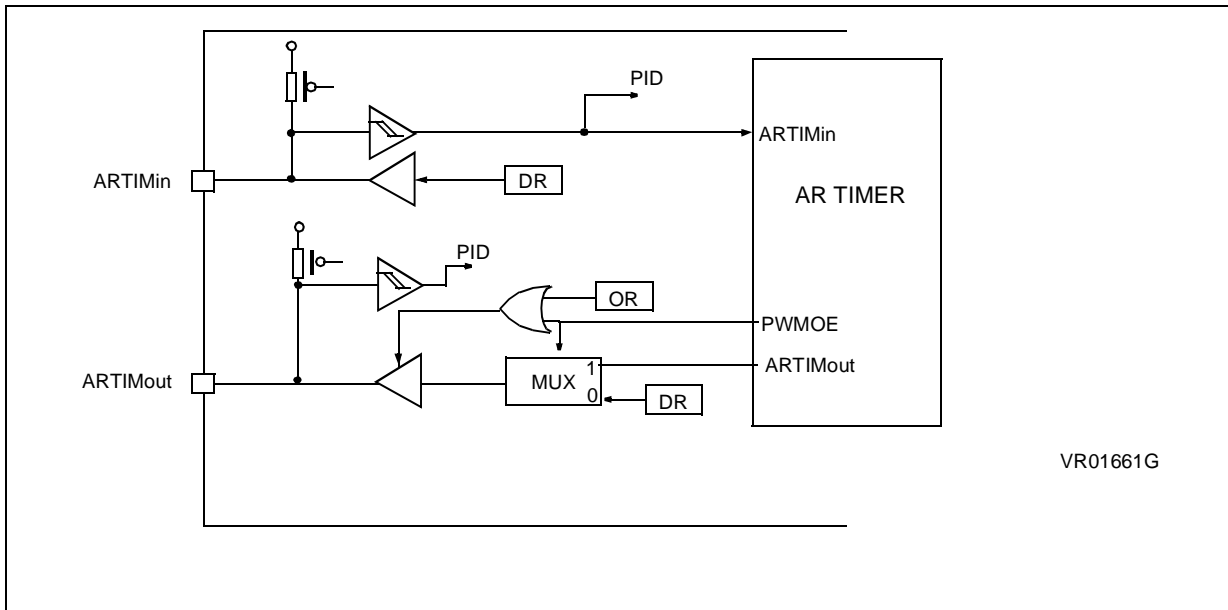 PID
ARTIMin
ARTIMin
DR
AR TIMER
PID
OR
PWMOE
ARTIMout
MUX
1
0
ARTIMout
DR
VR01661G